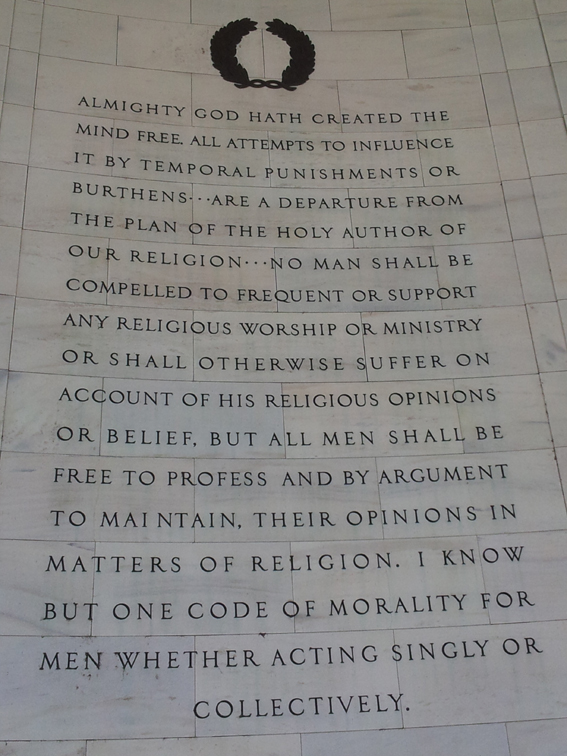 ALMIGHTY GOD HATH CREATED THE
MIND FREE. ALL ATTEMPTS TO INFLUENCE
IT BY TEMPORAL PUNISHMENTS OR
BURTHENS···ARE A DEPARTURE FROM
THE PLAN OF THE HOLY AUTHOR OF
OUR RELIGION···NO MAN SHALL BE
COMPELLED TO FREQUENT OR SUPPORT
ANY RELIGIOUS WORSHIP OR MINISTRY
OR SHALL OTHERWISE SUFFER ON
ACCOUNT OF HIS RELIGIOUS OPINIONS
OR BELIEF, BUT ALL MEN SHALL BE
FREE TO PROFESS AND BY ARGUMENT
TO MAINTAIN, THEIR OPINIONS IN
MATTERS OF RELIGION. I KNOW
BUT ONE CODE OF MORALITY FOR
MEN WHETHER ACTING SINGLY OR
COLLECTIVELY.